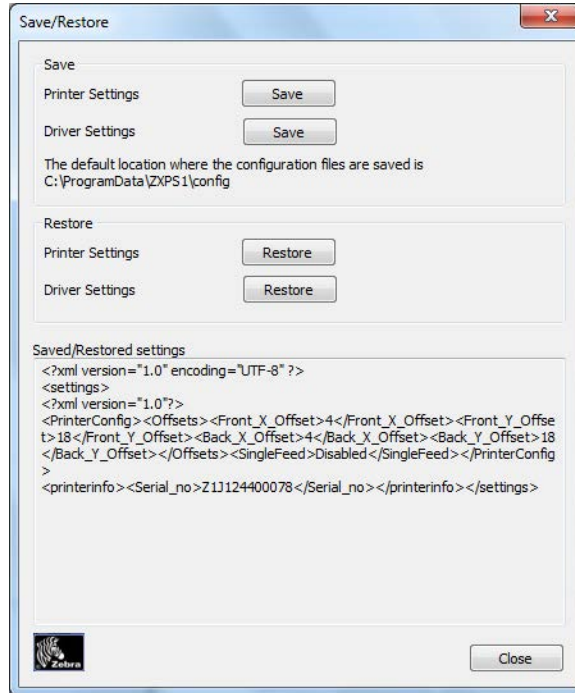 Save/Restore
Save
Printer Settings
Save
Driver Settings
Save
The default location where the configuration files are saved is
C:\ProgramData\ZXPS1\config
Restore
Printer Settings
Restore
Driver Settings
Restore
Saved/Restored settings
<?xml version="1.0" encoding="UTF-8" ?>
<settings>
<?xml version="1.0"?>
<PrinterConfig><Offsets><Front_X_Offset>4</Front_X_Offset><Front_Y_Offse
t>18</Front_Y_Offset><Back_X_Offset>4</Back_X_Offset><Back_Y_Offset>18
</Back_Y_Offset></Offsets><SingleFeed>Disabled</SingleFeed></PrinterConfig
>
<printerinfo><Serial_no>Z1J124400078</Serial_no></printerinfo></settings>
Zebra
Close